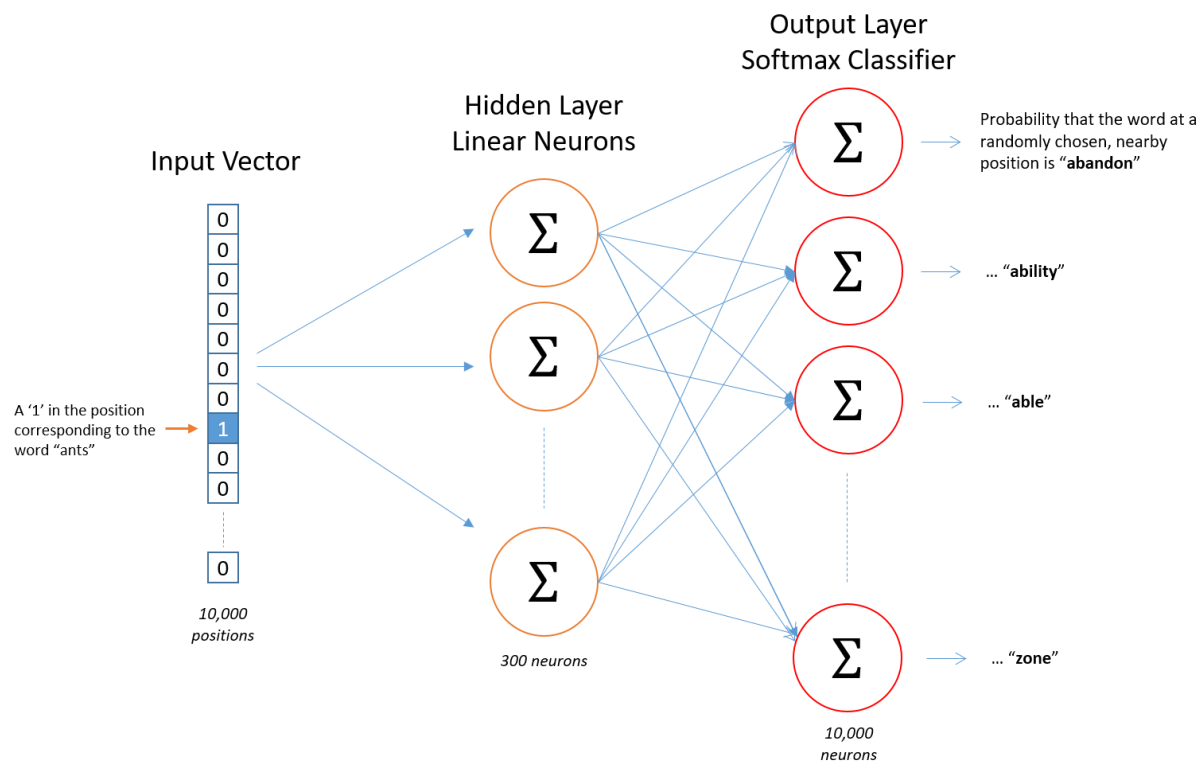 Output Layer
Softmax Classifier
Hidden Layer
Linear Neurons
Input Vector
0
0
0
0
0
0
0
1
0
0
0
A ‘1’ in the position
corresponding to the
word “ants”
10,000
positions
Σ
Σ
Σ
300 neurons
Σ
Σ
Σ
Σ
10,000
neurons
Probability that the word at a
randomly chosen, nearby
position is “abandon”
… “ability”
… “able”
… “zone”